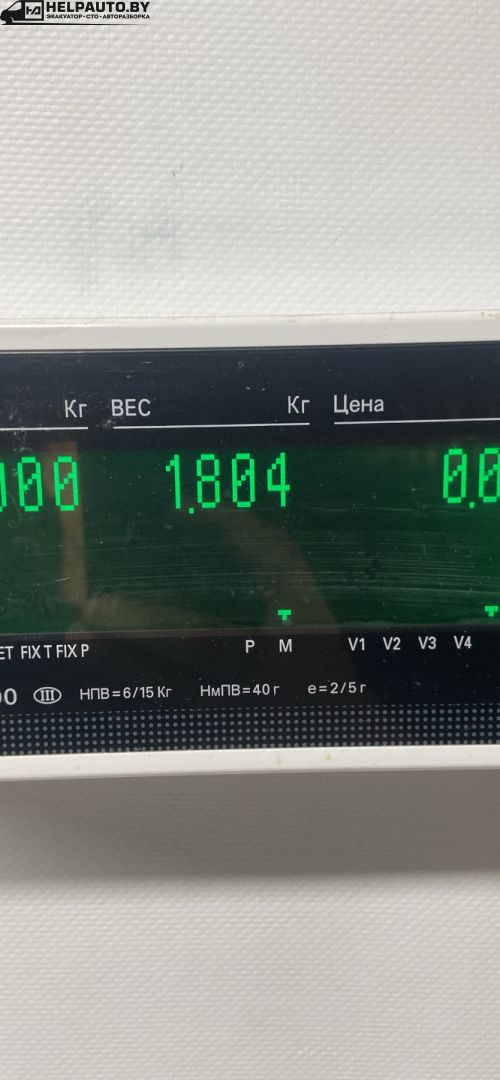 HELPAUTO.BY
ЭВАКУАТОР•СТО•АВТОРАЗБОРКА
Кг ВЕС Кг Цена
00 1.804 0.0
ET FIX T FIX P P M V1 V2 V3 V4
III НПВ=6/15 Кг НмПВ=40 г e=2/5 г